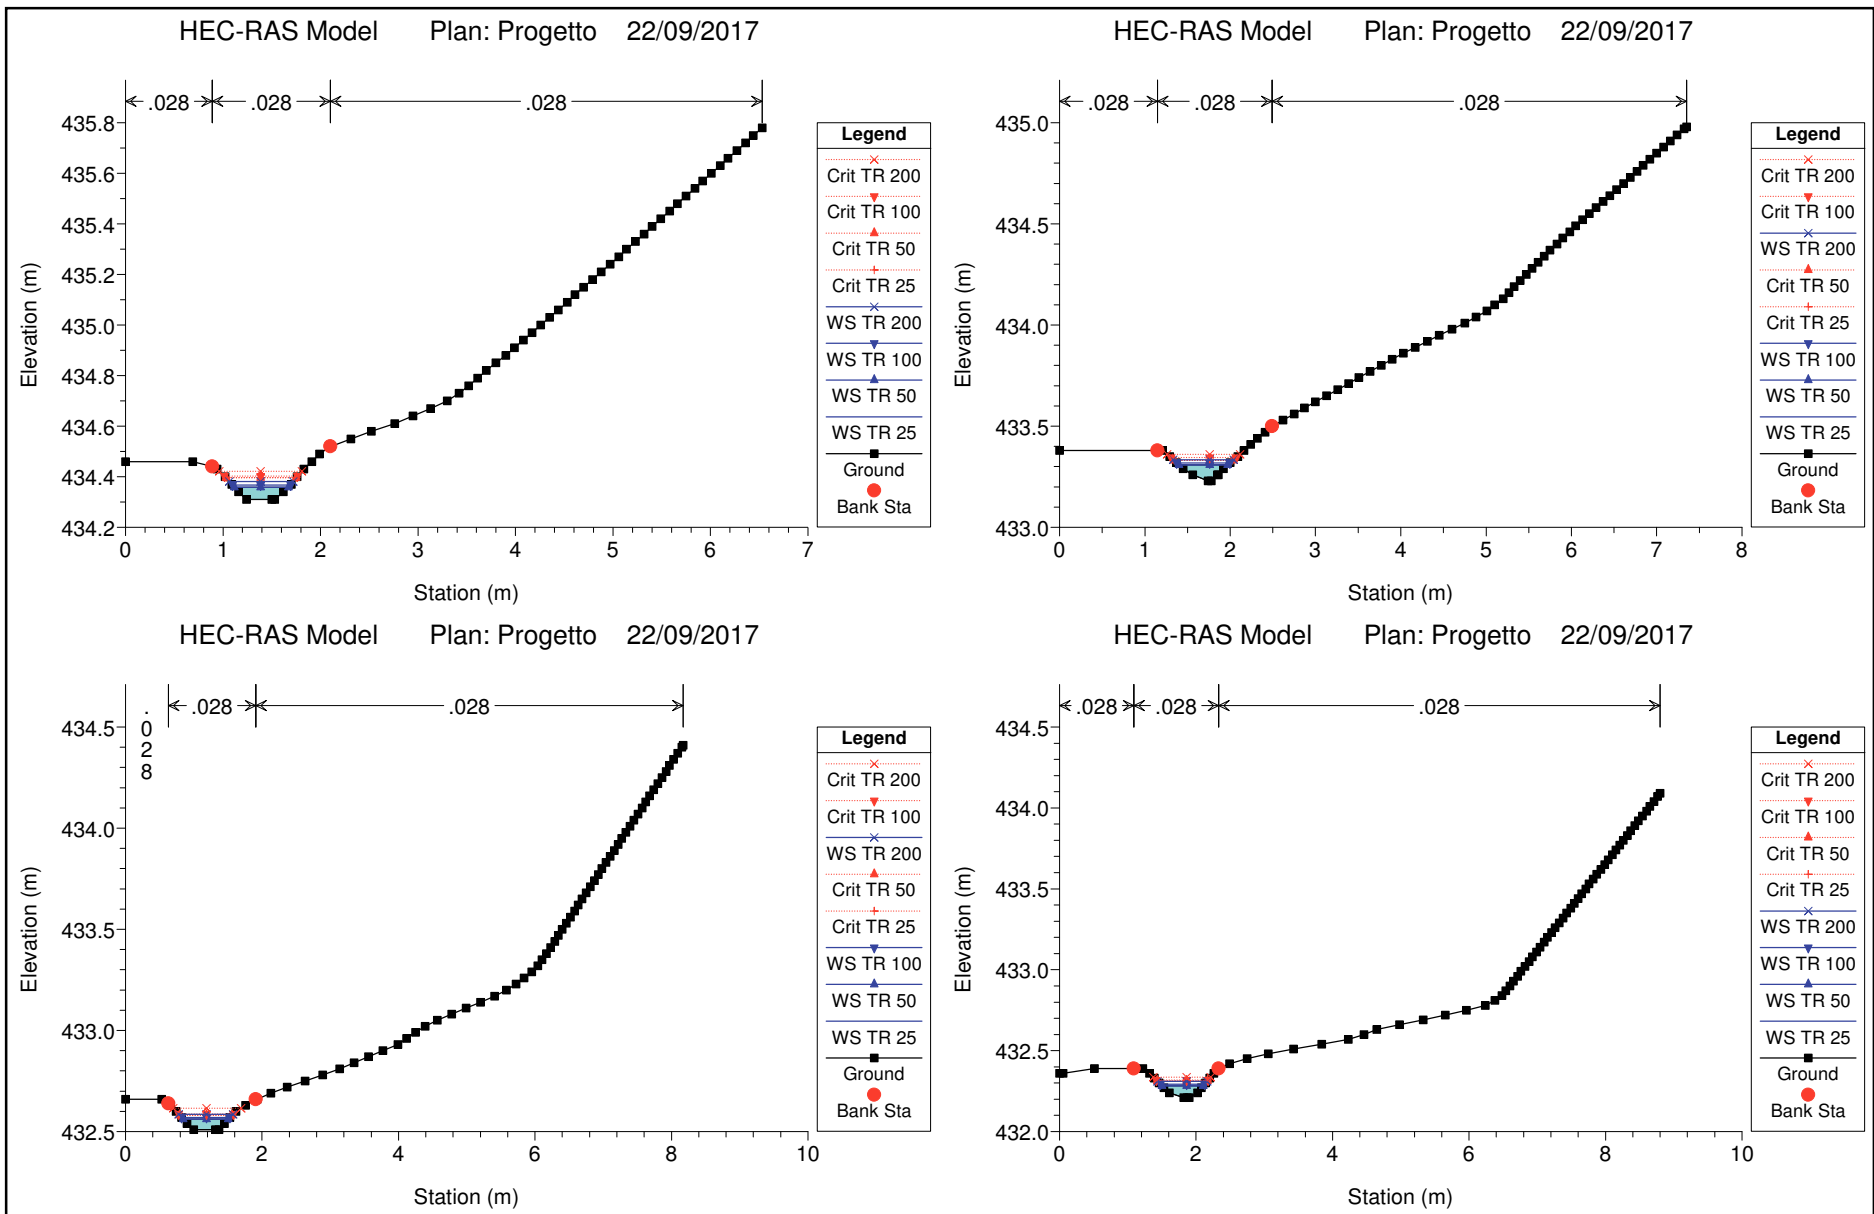 HEC-RAS Model Plan: Progetto 22/09/2017
.028 .028 .028
435.8
435.6
435.4
435.2
435.0
434.8
434.6
434.4
434.2
Elevation (m)
0 1 2 3 4 5 6 7
Station (m)
Legend
Crit TR 200
Crit TR 100
Crit TR 50
Crit TR 25
WS TR 200
WS TR 100
WS TR 50
WS TR 25
Ground
Bank Sta
HEC-RAS Model Plan: Progetto 22/09/2017
.028 .028 .028
435.0
434.5
434.0
433.5
433.0
Elevation (m)
0 1 2 3 4 5 6 7 8
Station (m)
Legend
Crit TR 200
Crit TR 100
WS TR 200
Crit TR 50
Crit TR 25
WS TR 100
WS TR 50
WS TR 25
Ground
Bank Sta
HEC-RAS Model Plan: Progetto 22/09/2017
.028 .028 .028
434.5
434.0
433.5
433.0
432.5
Elevation (m)
0 2 4 6 8 10
Station (m)
Legend
Crit TR 200
Crit TR 100
WS TR 200
Crit TR 50
Crit TR 25
WS TR 100
WS TR 50
WS TR 25
Ground
Bank Sta
HEC-RAS Model Plan: Progetto 22/09/2017
.028 .028 .028
434.5
434.0
433.5
433.0
432.5
432.0
Elevation (m)
0 2 4 6 8 10
Station (m)
Legend
Crit TR 200
Crit TR 100
Crit TR 50
Crit TR 25
WS TR 200
WS TR 100
WS TR 50
WS TR 25
Ground
Bank Sta